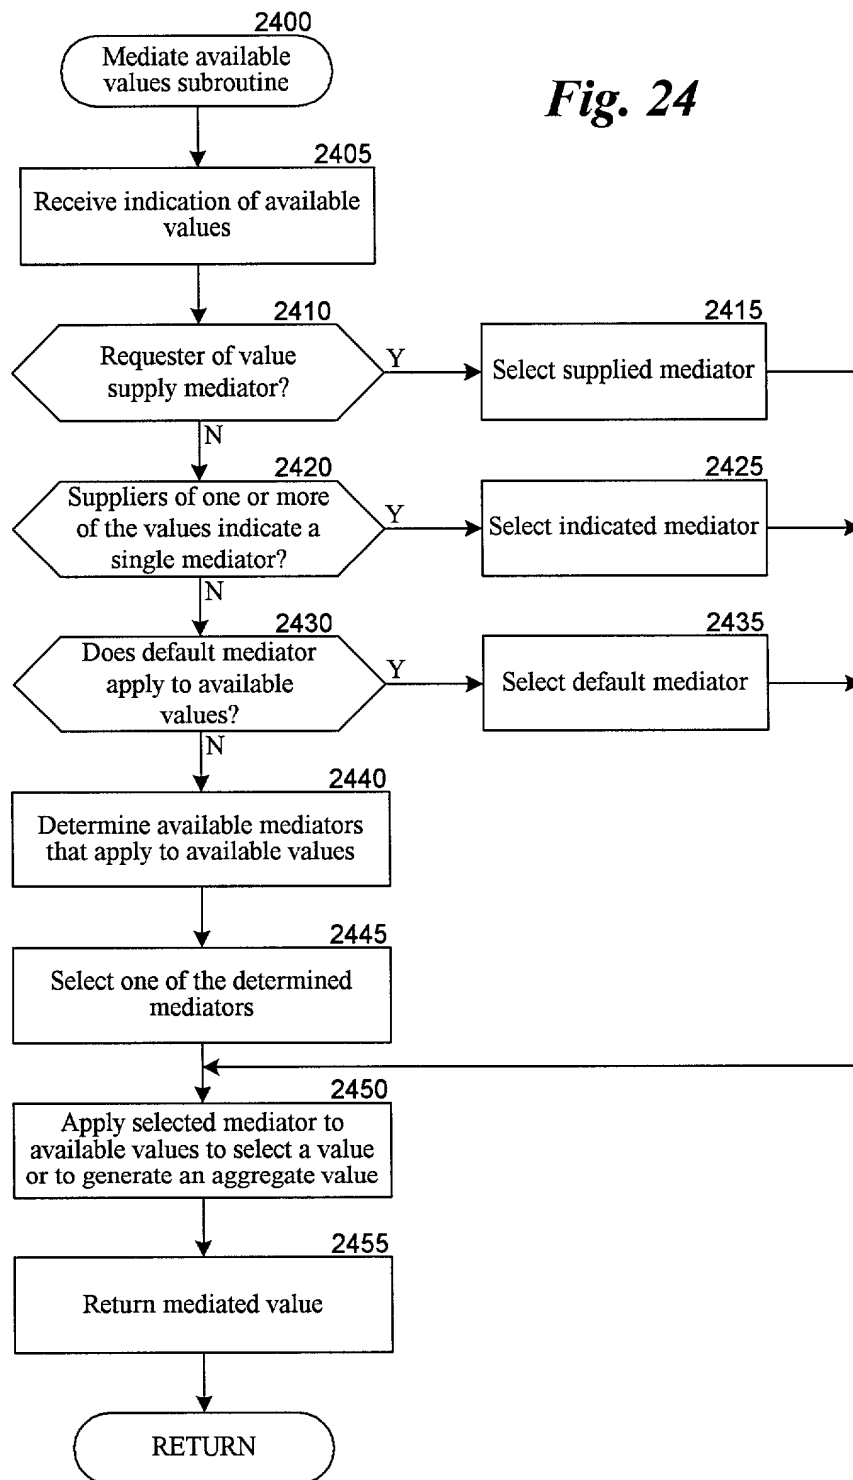 2400
Mediate available
values subroutine
Fig. 24
2405
Receive indication of available
values
2410
Requester of value
supply mediator?
Y
2415
Select supplied mediator
N
2420
Suppliers of one or more
of the values indicate a
single mediator?
Y
2425
Select indicated mediator
N
2430
Does default mediator
apply to available
values?
Y
2435
Select default mediator
N
2440
Determine available mediators
that apply to available values
2445
Select one of the determined
mediators
2450
Apply selected mediator to
available values to select a value
or to generate an aggregate value
2455
Return mediated value
RETURN